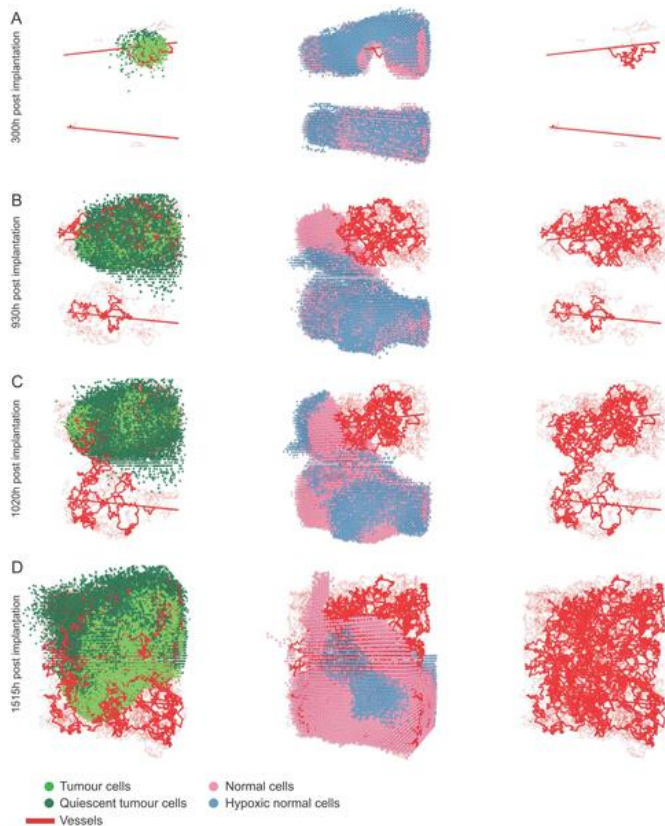 A
300h post implantation
B
930h post implantation
C
1020h post implantation
D
1515h post implantation
Tumour cells
Normal cells
Quiescent tumour cells
Hypoxic normal cells
Vessels